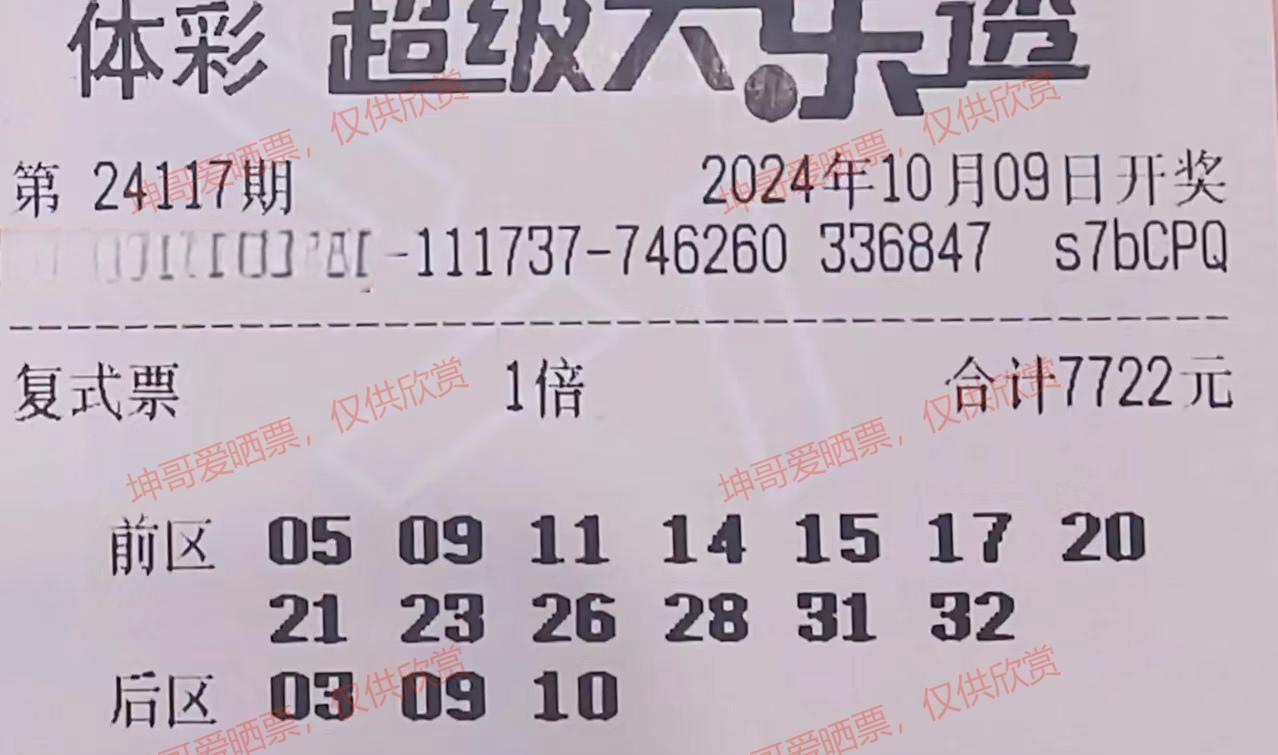 体彩 超级大乐透
第 24117期 2024年10月09日开奖
-111737-746260 336847 s7bCPQ
复式票 1倍 合计7722元
前区 05 09 11 14 15 17 20
21 23 26 28 31 32
后区 03 09 10
坤哥爱晒票，仅供欣赏
坤哥爱晒票，仅供欣赏
坤哥爱晒票，仅供欣赏
坤哥爱晒票，仅供欣赏
坤哥爱晒票，仅供欣赏
坤哥爱晒票，仅供欣赏